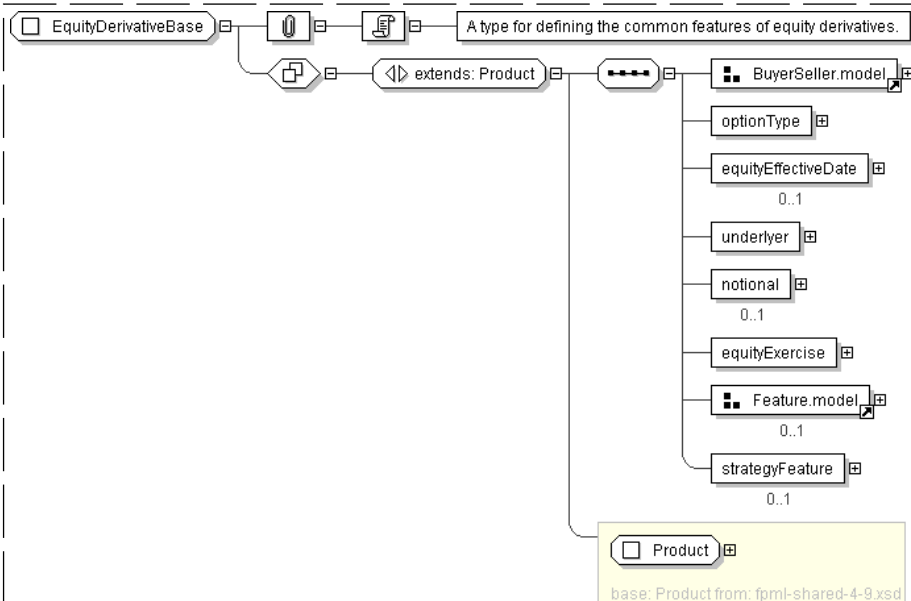 EquityDerivativeBase
A type for defining the common features of equity derivatives.
extends: Product
BuyerSeller.model
optionType
equityEffectiveDate
0..1
underlyer
notional
0..1
equityExercise
Feature.model
0..1
strategyFeature
0..1
Product
base: Product from: fpml-shared-4-9.xsd